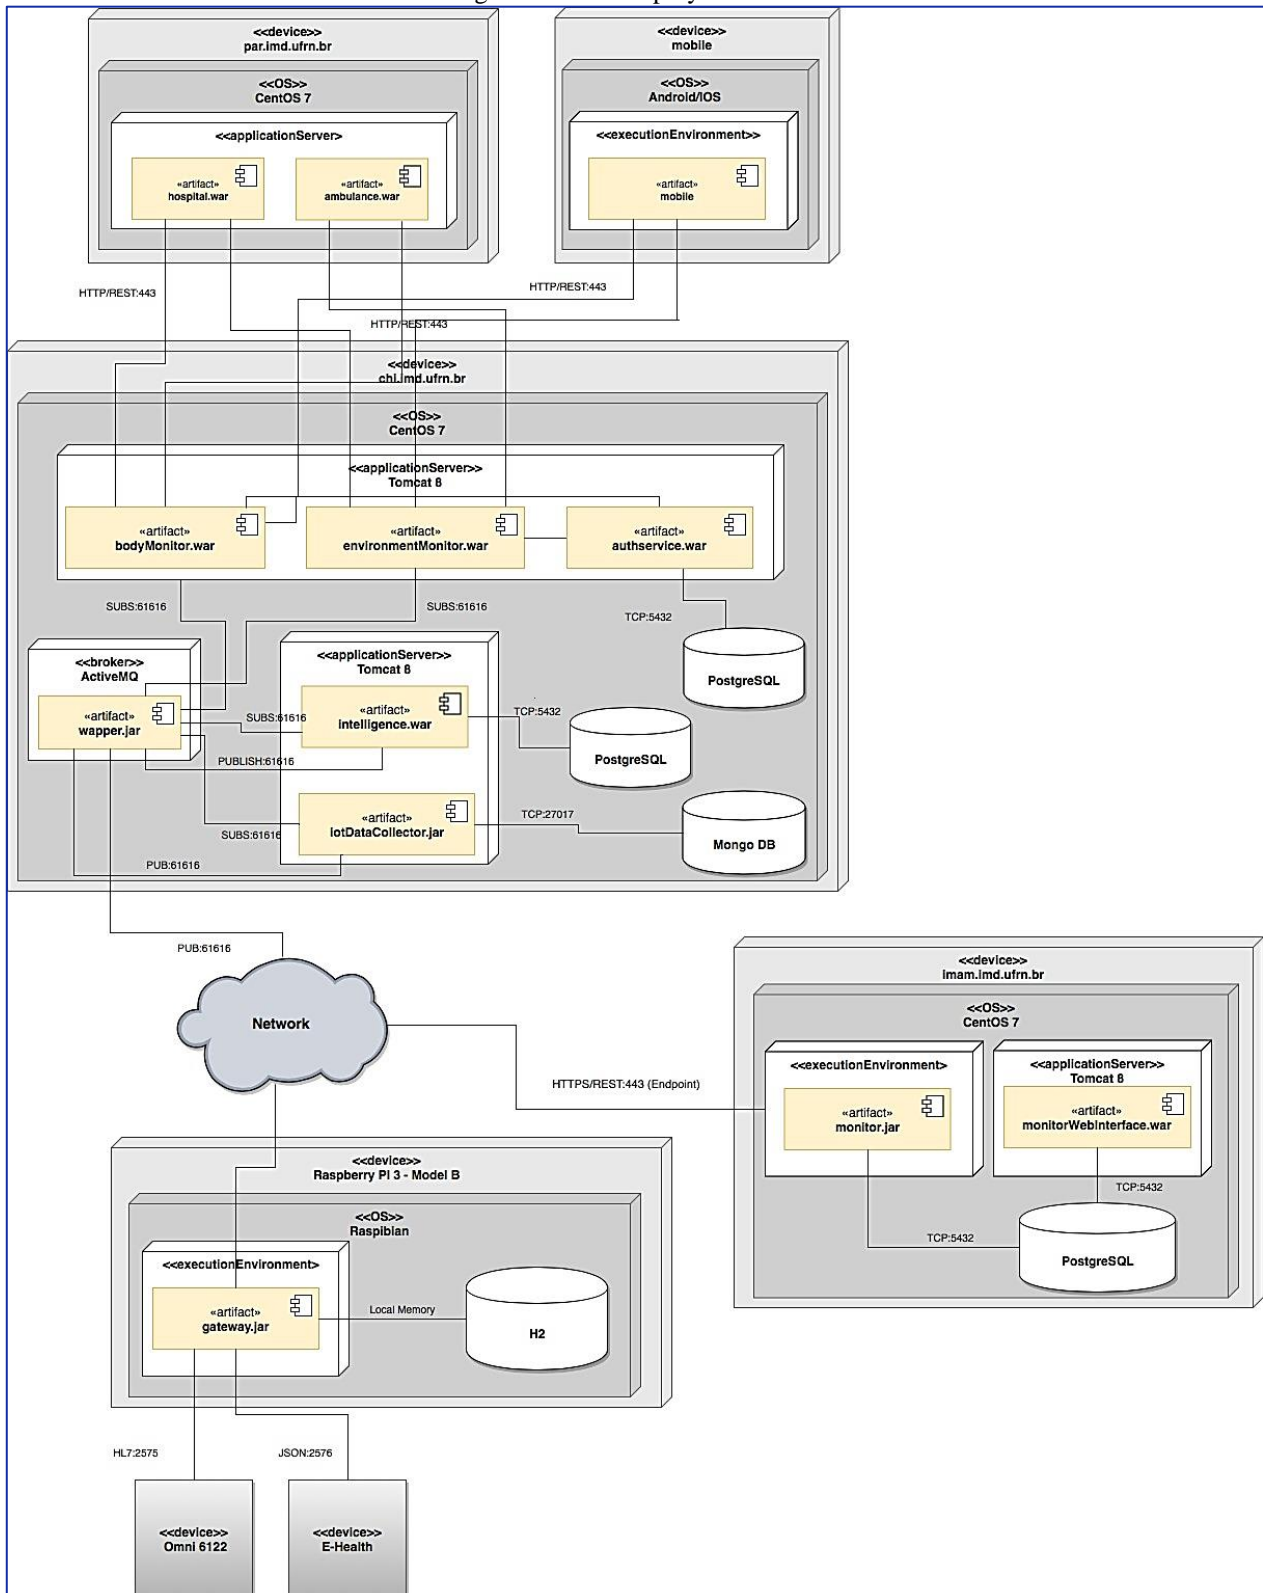 <<device>>
par.imd.ufrn.br
<<OS>>
CentOS 7
<<applicationServer>
«artifact»
hospital.war
«artifact»
ambulance.war
<<device>>
mobile
<<OS>>
Android/IOS
<<executionEnvironment>>
«artifact»
mobile
HTTP/REST:443
HTTP/REST:443
HTTP/REST:443
<<device>>
chi.imd.ufrn.br
<<OS>>
CentOS 7
<<applicationServer>>
Tomcat 8
«artifact»
bodyMonitor.war
«artifact»
environmentMonitor.war
«artifact»
authservice.war
SUBS:61616
SUBS:61616
TCP:5432
PostgreSQL
<<broker>>
ActiveMQ
«artifact»
wapper.jar
<<applicationServer>>
Tomcat 8
«artifact»
intelligence.war
SUBS:61616
PUBLISH:61616
TCP:5432
PostgreSQL
«artifact»
iotDataCollector.jar
SUBS:61616
PUB:61616
TCP:27017
Mongo DB
PUB:61616
Network
HTTPS/REST:443 (Endpoint)
<<device>>
imam.imd.ufrn.br
<<OS>>
CentOS 7
<<executionEnvironment>
«artifact»
monitor.jar
<<applicationServer>>
Tomcat 8
«artifact»
monitorWebInterface.war
TCP:5432
TCP:5432
PostgreSQL
<<device>>
Raspberry Pi 3 - Model B
<<OS>>
Raspibian
<<executionEnvironment>
«artifact»
gateway.jar
Local Memory
H2
HL7:2575
JSON:2576
<<device>>
Omni 6122
<<device>>
E-Health